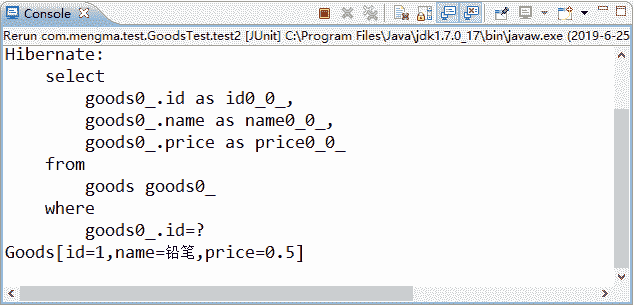 Console
Rerun com.mengma.test.GoodsTest.test2 [JUnit] C:\Program Files\Java\jdk1.7.0_17\bin\javaw.exe (2019-6-25
Hibernate:
    select
        goods0_.id as id0_0_,
        goods0_.name as name0_0_,
        goods0_.price as price0_0_
    from
        goods goods0_
    where
        goods0_.id=?
Goods[id=1,name=铅笔,price=0.5]